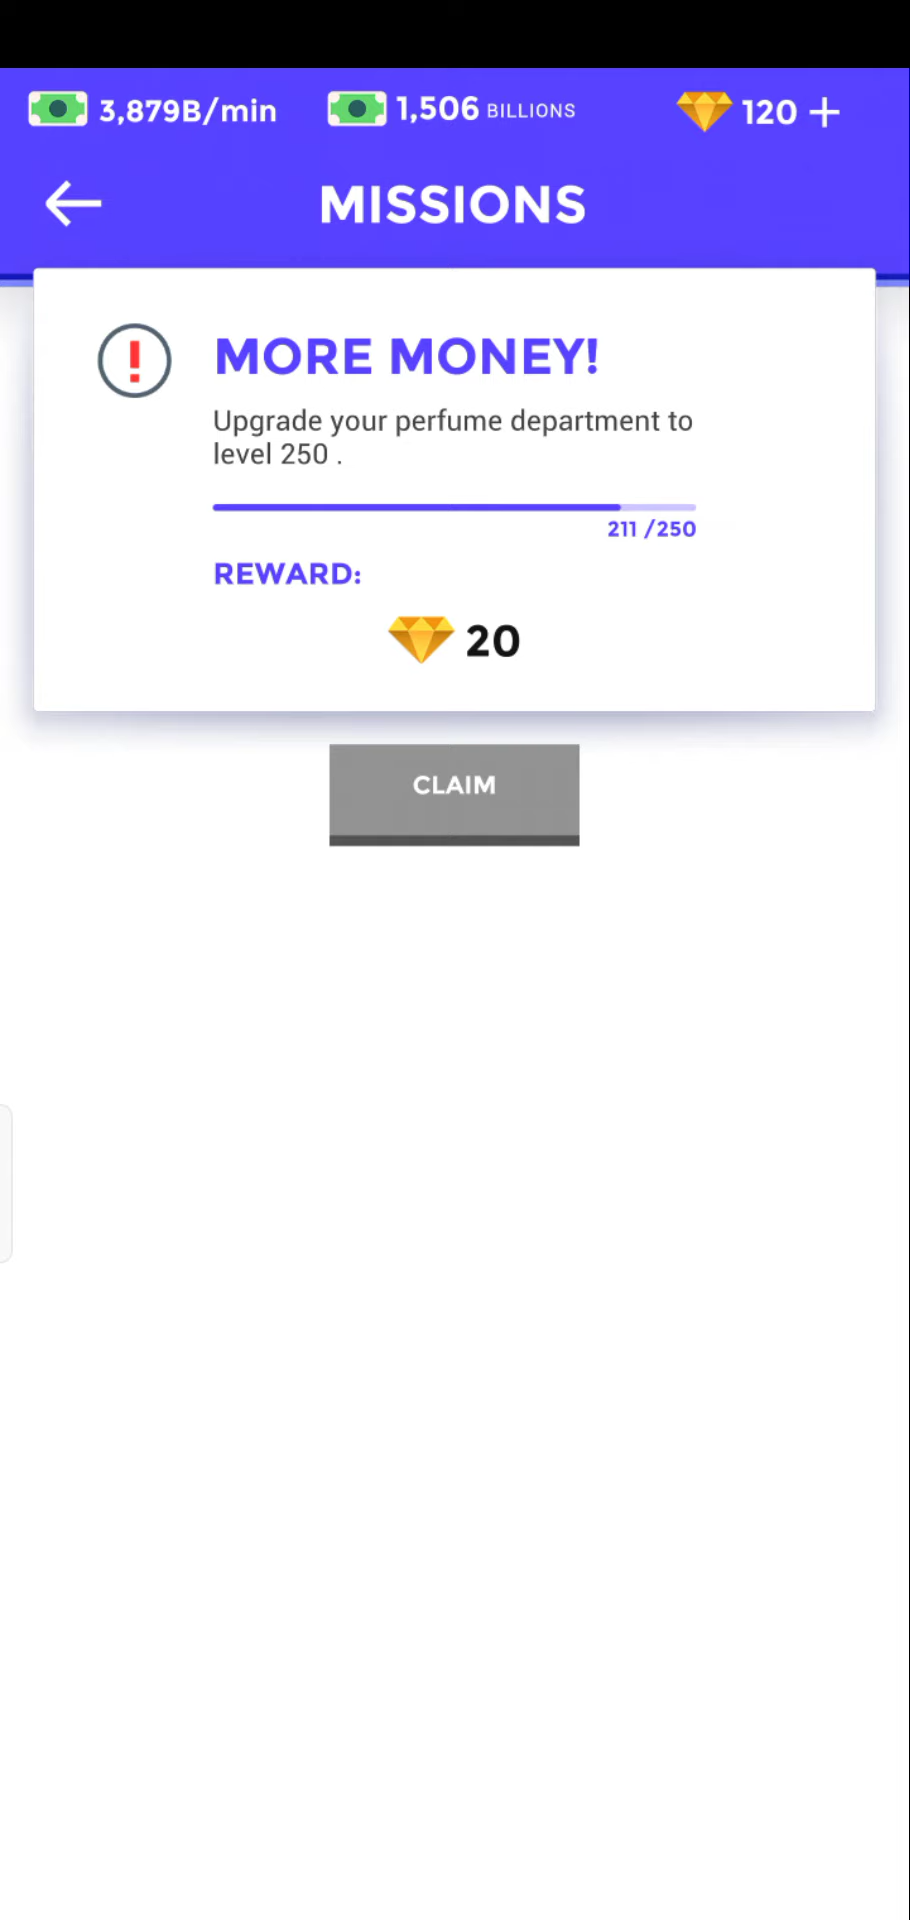 3,879B/min 1,506 BILLIONS 120 +
MISSIONS
MORE MONEY!
Upgrade your perfume department to
level 250 .
211 /250
REWARD:
20
CLAIM